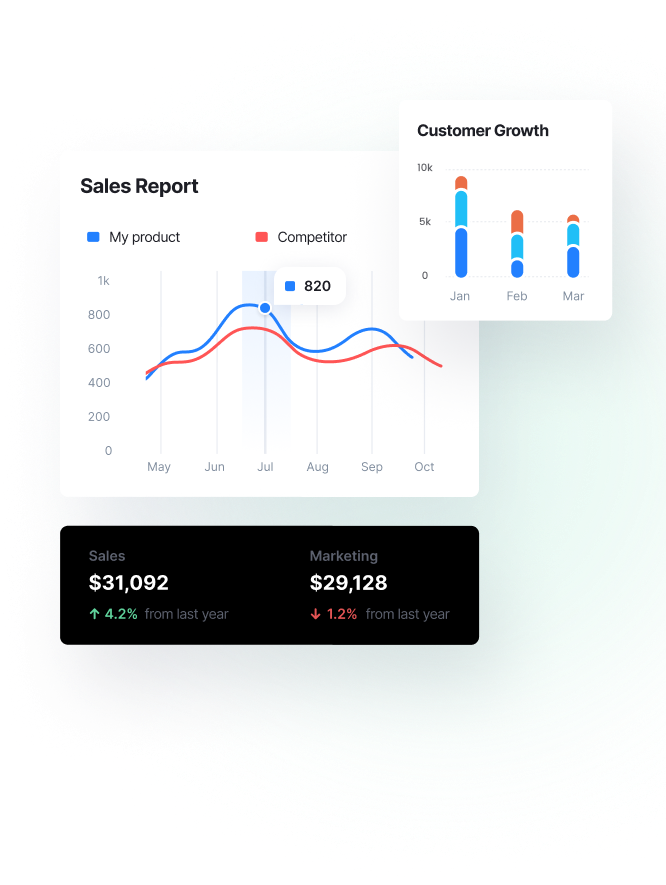 Customer Growth
10k
5k
0
Jan Feb Mar
Sales Report
My product Competitor
820
1k
800
600
400
200
0
May Jun Jul Aug Sep Oct
Sales Marketing
$31,092 $29,128
↑ 4.2% from last year ↓ 1.2% from last year